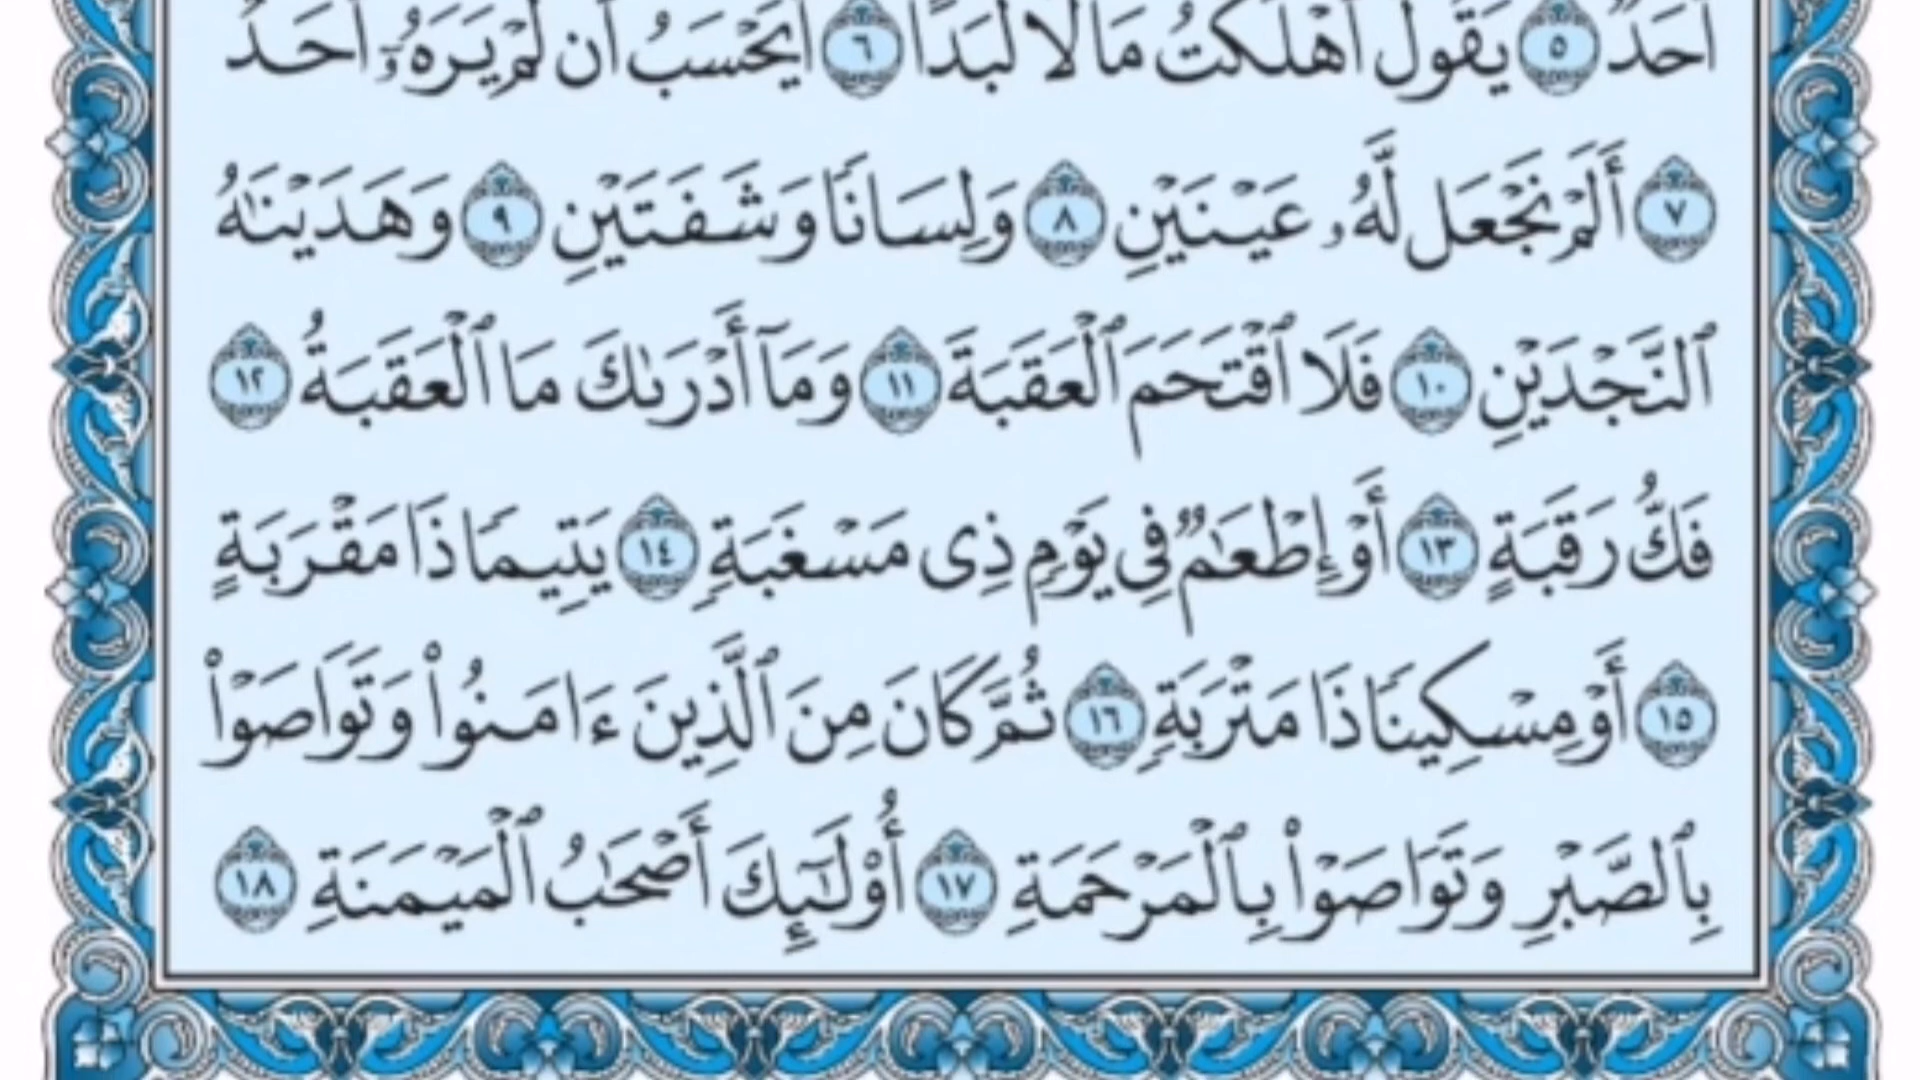 أَحَدٌ ٥ يَقُولُ أَهْلَكْتُ مَالًا لُّبَدًا ٦ أَيَحْسَبُ أَن لَّمْ يَرَهُۥٓ أَحَدٌ
٧ أَلَمْ نَجْعَل لَّهُۥ عَيْنَيْنِ ٨ وَلِسَانًا وَشَفَتَيْنِ ٩ وَهَدَيْنَٰهُ
ٱلنَّجْدَيْنِ ١٠ فَلَا ٱقْتَحَمَ ٱلْعَقَبَةَ ١١ وَمَآ أَدْرَىٰكَ مَا ٱلْعَقَبَةُ ١٢
فَكُّ رَقَبَةٍ ١٣ أَوْ إِطْعَٰمٌ فِى يَوْمٍ ذِى مَسْغَبَةٍ ١٤ يَتِيمًا ذَا مَقْرَبَةٍ
١٥ أَوْ مِسْكِينًا ذَا مَتْرَبَةٍ ١٦ ثُمَّ كَانَ مِنَ ٱلَّذِينَ ءَامَنُوا۟ وَتَوَاصَوْا۟
بِٱلصَّبْرِ وَتَوَاصَوْا۟ بِٱلْمَرْحَمَةِ ١٧ أُو۟لَٰٓئِكَ أَصْحَٰبُ ٱلْمَيْمَنَةِ ١٨